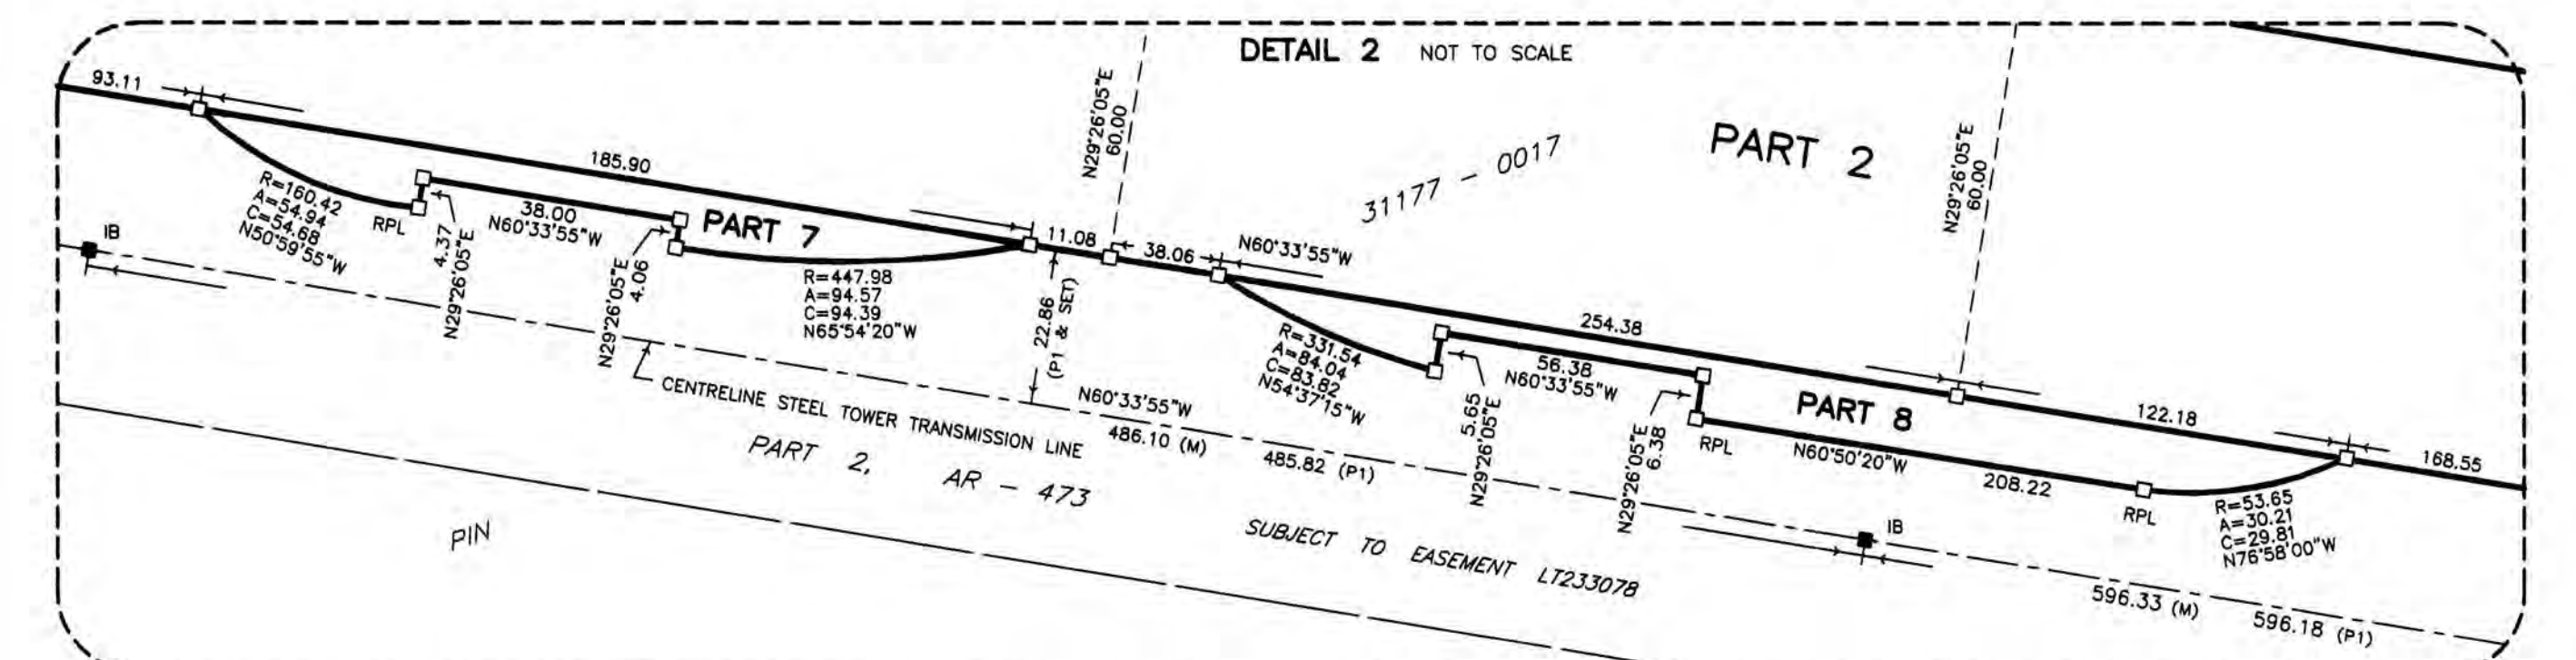 DETAIL 2 NOT TO SCALE
93.11
185.90
N29°26'05"E
60.00
31177 - 0017
PART 2
N29°26'05"E
60.00
R=160.42
A=54.94
C=54.68
N50°59'55"W
RPL
IB
4.37
N29°26'05"E
38.00
N60°33'55"W
N29°26'05"E
4.06
PART 7
R=447.98
A=94.57
C=94.39
N65°54'20"W
11.08
38.06
N60°33'55"W
22.86
(P1 & SET)
254.38
R=331.54
A=84.04
C=83.82
N54°37'15"W
5.65
N29°26'05"E
56.38
N60°33'55"W
N29°26'05"E
6.38
RPL
PART 8
N60°50'20"W
208.22
122.18
168.55
RPL
R=53.65
A=30.21
C=29.81
N76°58'00"W
CENTRELINE STEEL TOWER TRANSMISSION LINE
N60°33'55"W
486.10 (M)
485.82 (P1)
IB
596.33 (M)
596.18 (P1)
PART 2, AR - 473
PIN
SUBJECT TO EASEMENT LT233078